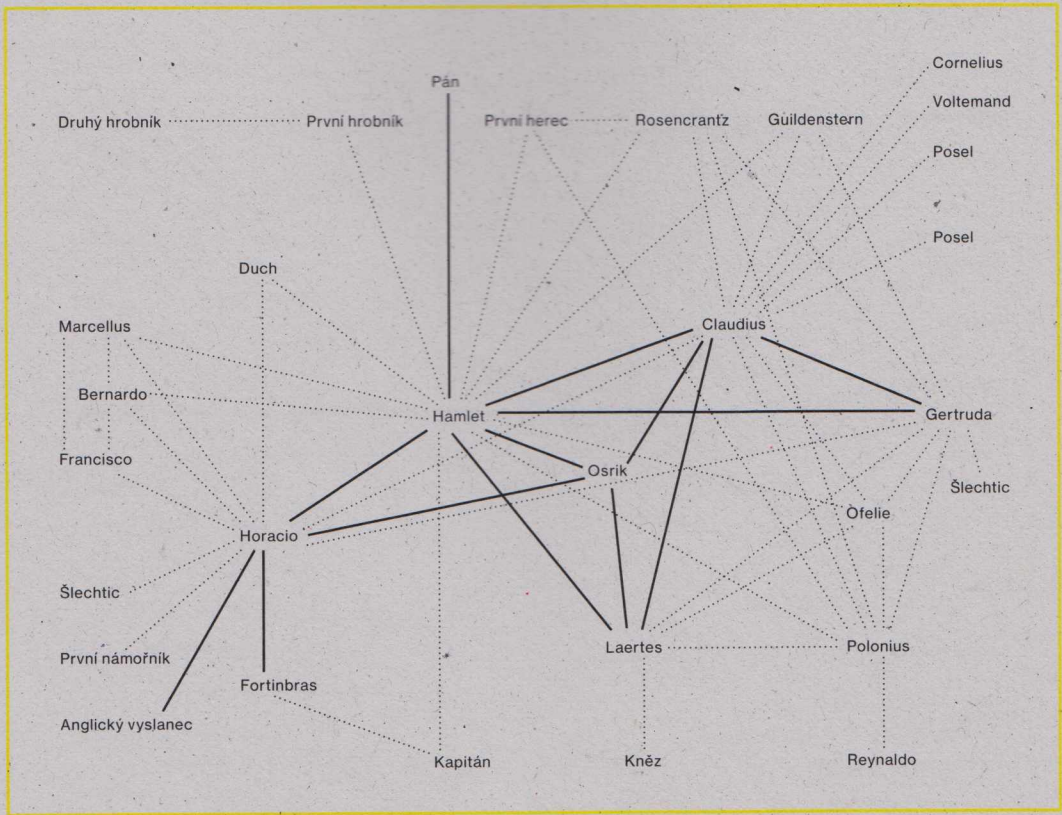 Cornelius
Pán
Voltemand
Druhý hrobník
První hrobník
První herec
Rosencrantz
Guildenstern
Posel
Posel
Duch
Marcellus
Claudius
Bernardo
Hamlet
Gertruda
Francisco
Osrik
Šlechtic
Ofelie
Horacio
Šlechtic
Laertes
Polonius
První námořník
Fortinbras
Anglický vyslanec
Kapitán
Kněz
Reynaldo